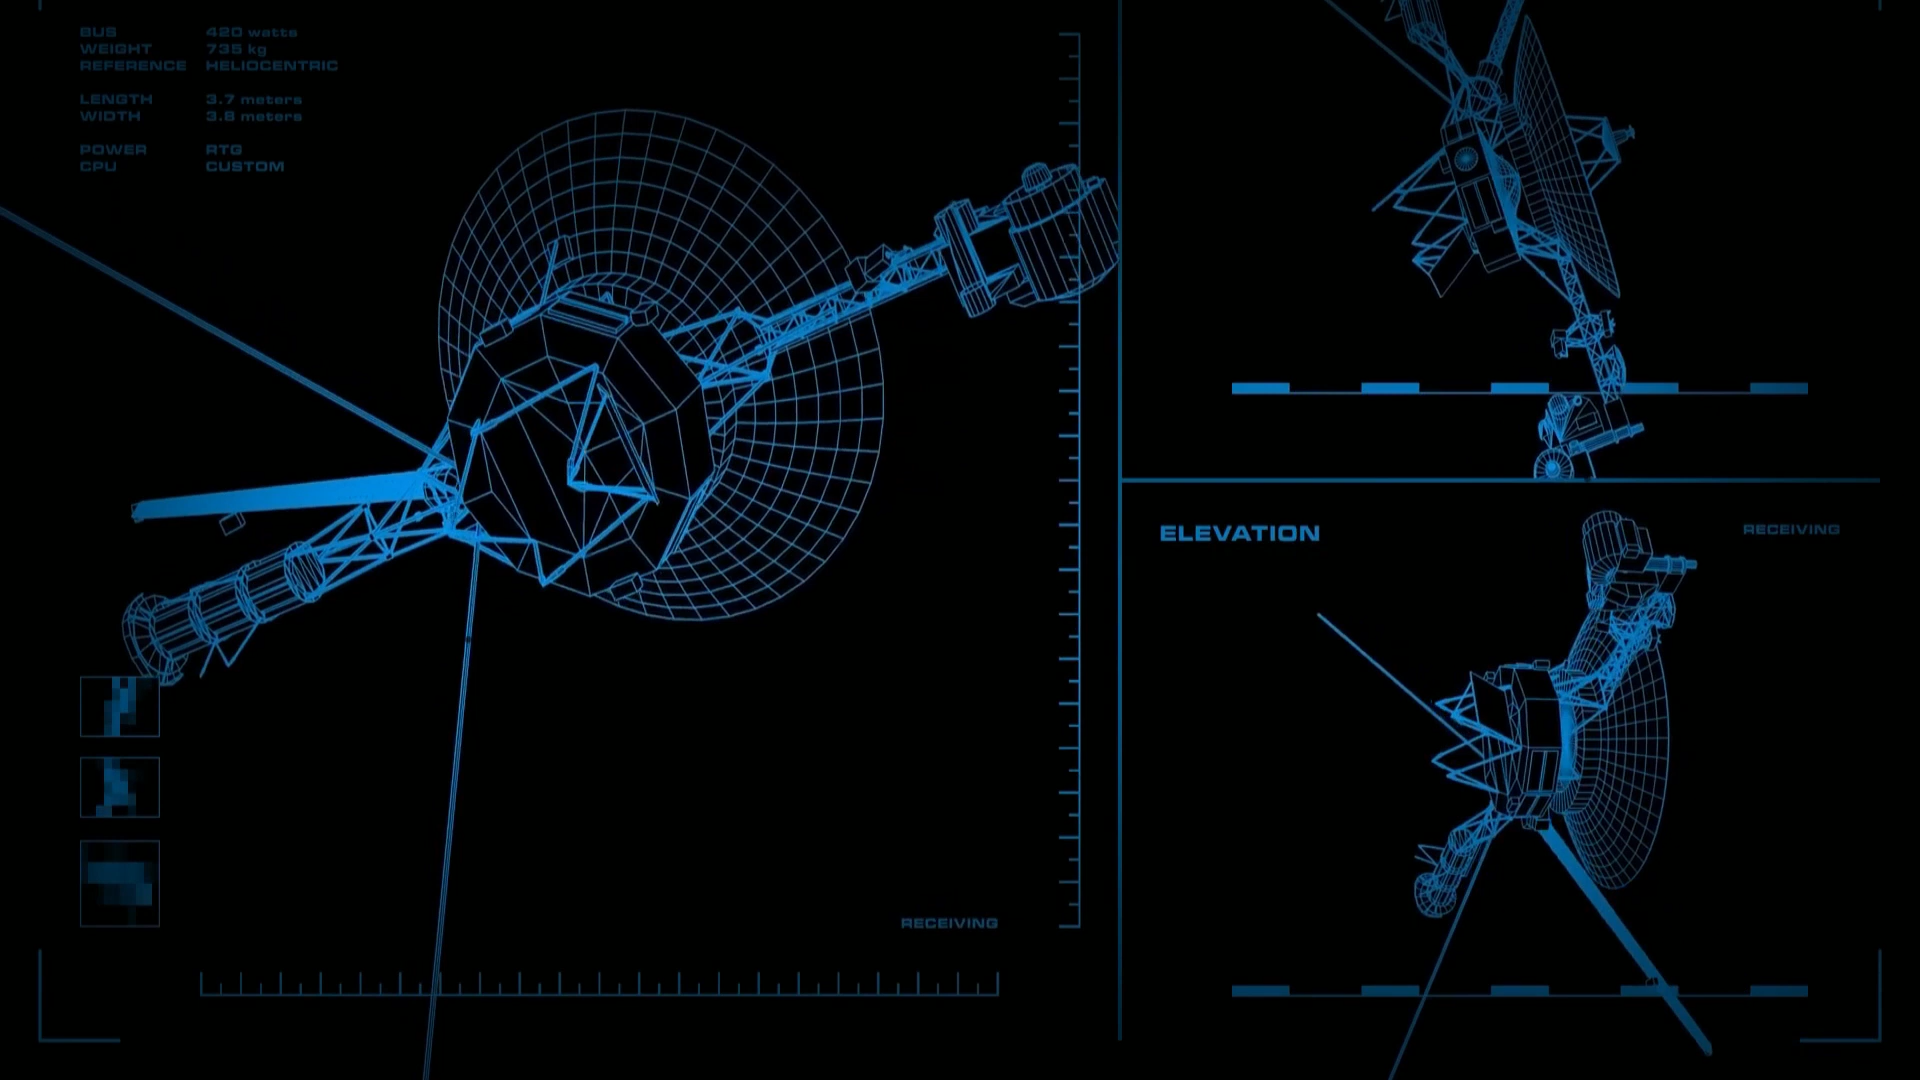 BUS 420 watts
WEIGHT 735 kg
REFERENCE HELIOCENTRIC
LENGTH 3.7 meters
WIDTH 3.8 meters
POWER RTG
CPU CUSTOM
RECEIVING
ELEVATION
RECEIVING